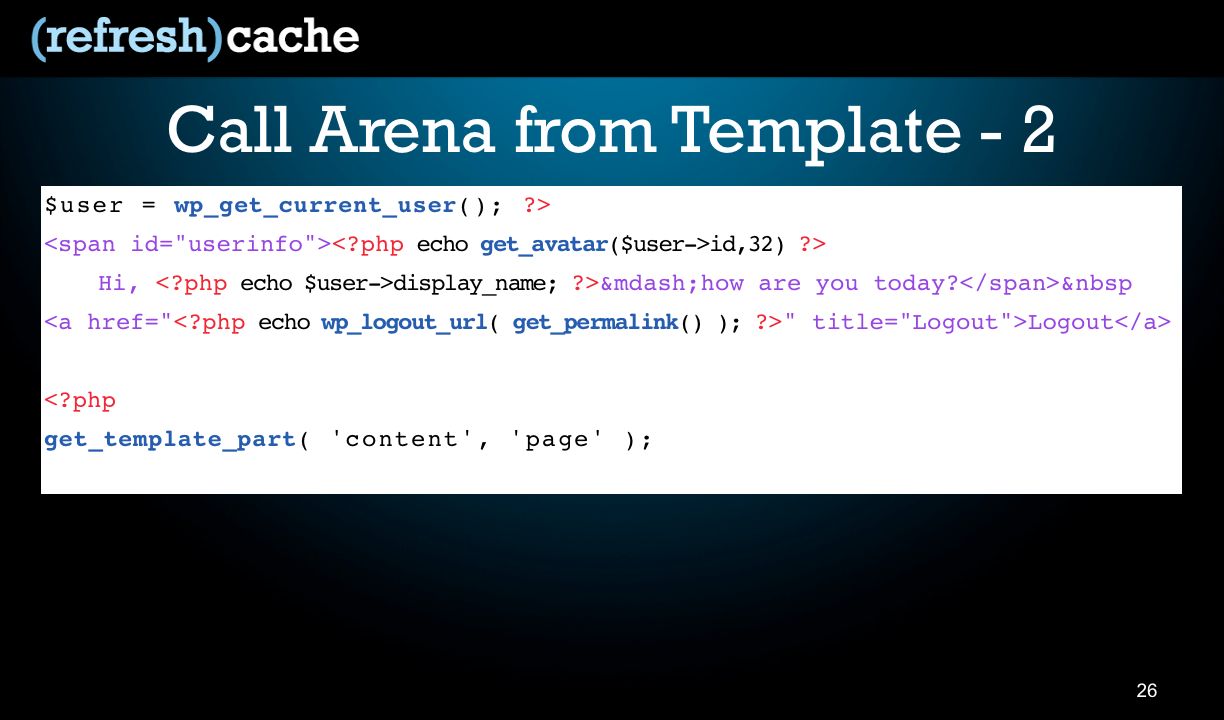 (refresh)cache
Call Arena from Template - 2
$user = wp_get_current_user(); ?>
<span id="userinfo"><?php echo get_avatar($user->id,32) ?>
Hi, <?php echo $user->display_name; ?>&mdash;how are you today?</span>&nbsp
<a href="<?php echo wp_logout_url( get_permalink() ); ?>" title="Logout">Logout</a>
<?php
get_template_part( 'content', 'page' );
26